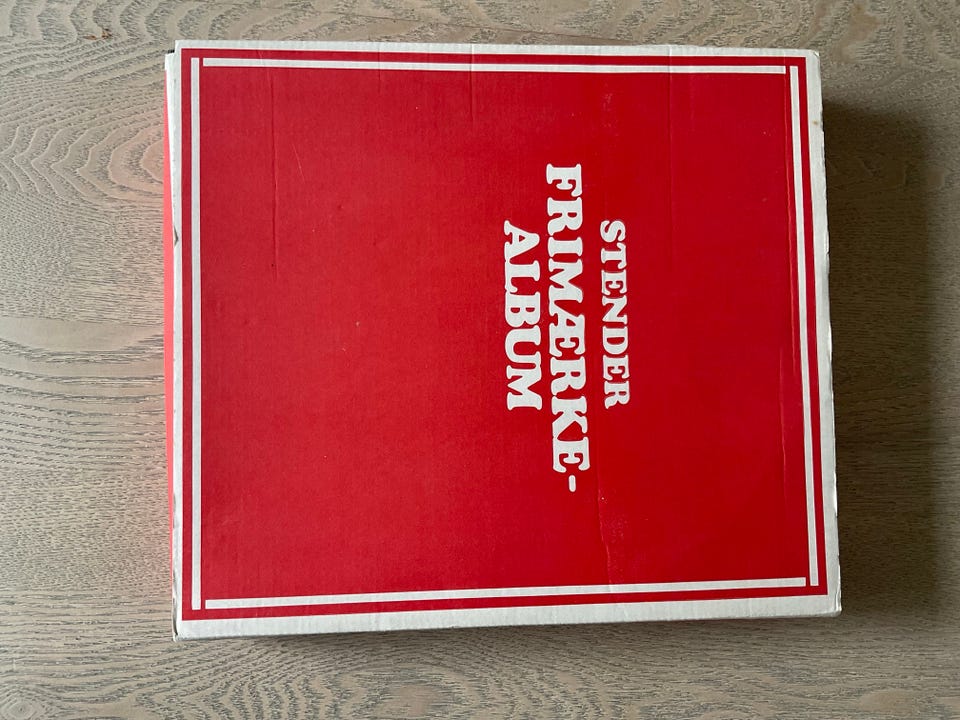 STENDER
FRIMÆRKE-
ALBUM